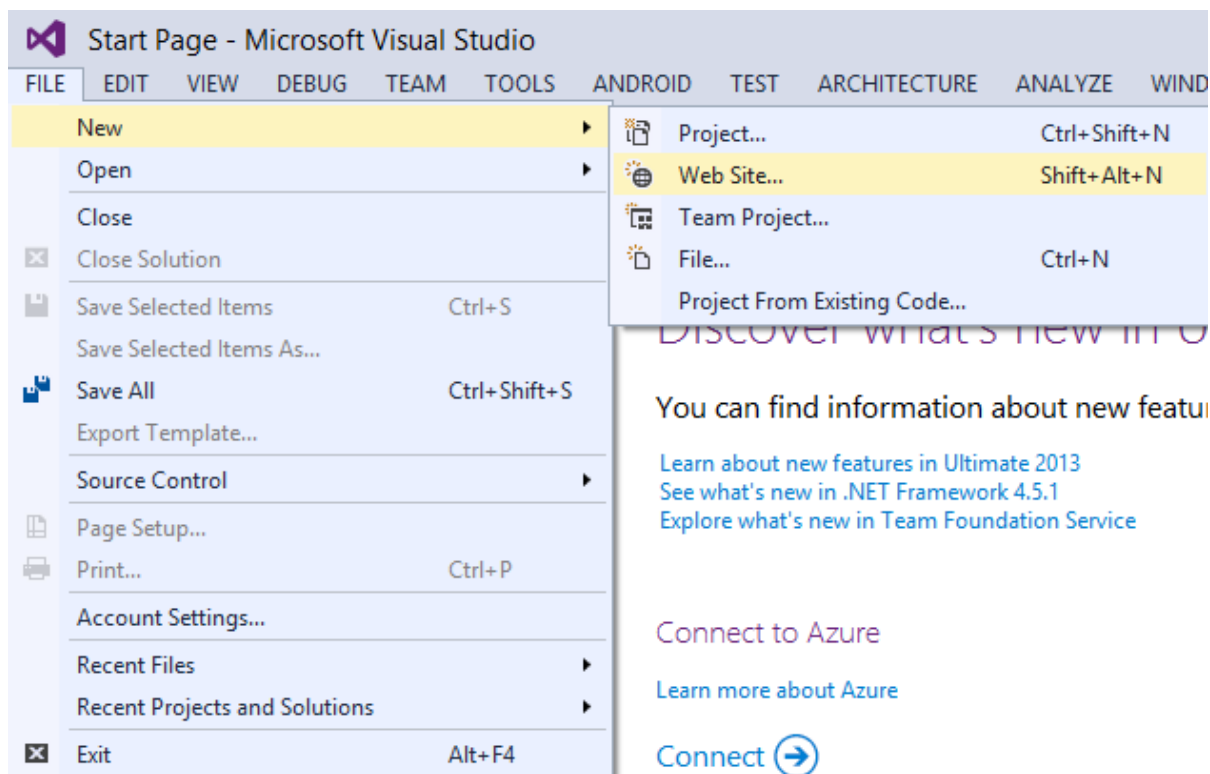 Start Page - Microsoft Visual Studio
FILE EDIT VIEW DEBUG TEAM TOOLS ANDROID TEST ARCHITECTURE ANALYZE WIND
New
Open
Close
Close Solution
Save Selected Items Ctrl+S
Save Selected Items As...
Save All Ctrl+Shift+S
Export Template...
Source Control
Page Setup...
Print... Ctrl+P
Account Settings...
Recent Files
Recent Projects and Solutions
Exit Alt+F4
Project... Ctrl+Shift+N
Web Site... Shift+Alt+N
Team Project...
File... Ctrl+N
Project From Existing Code...
Discover what's new in U
You can find information about new featu
Learn about new features in Ultimate 2013
See what's new in .NET Framework 4.5.1
Explore what's new in Team Foundation Service
Connect to Azure
Learn more about Azure
Connect